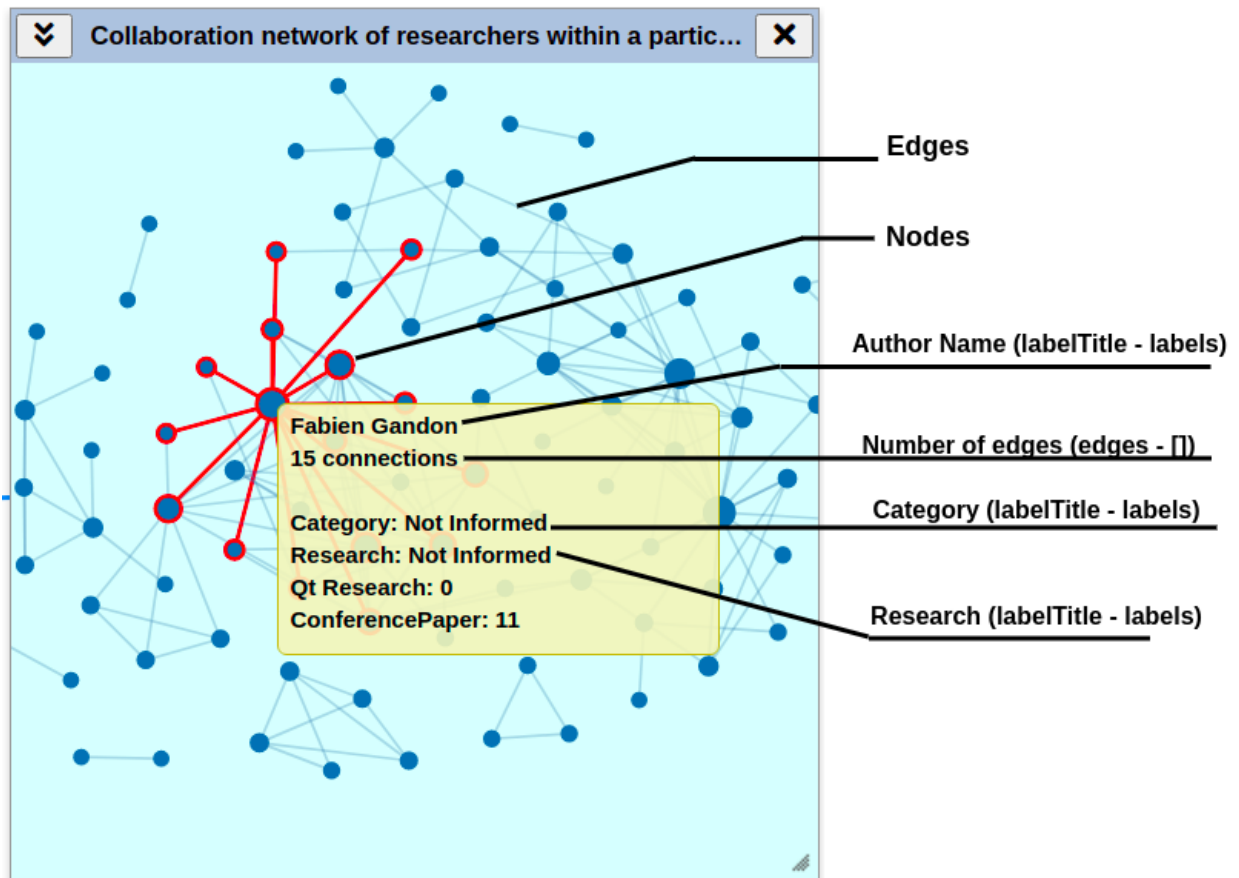 Collaboration network of researchers within a partic...
Edges
Nodes
Author Name (labelTitle - labels)
Fabien Gandon
15 connections
Number of edges (edges - [])
Category: Not Informed
Category (labelTitle - labels)
Research: Not Informed
Qt Research: 0
ConferencePaper: 11
Research (labelTitle - labels)